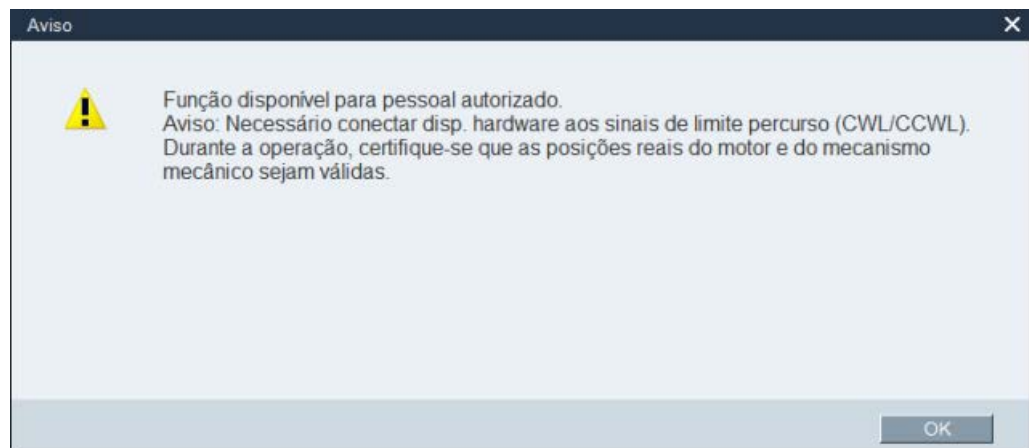 Aviso
Função disponível para pessoal autorizado.
Aviso: Necessário conectar disp. hardware aos sinais de limite percurso (CWL/CCWL).
Durante a operação, certifique-se que as posições reais do motor e do mecanismo
mecânico sejam válidas.
OK